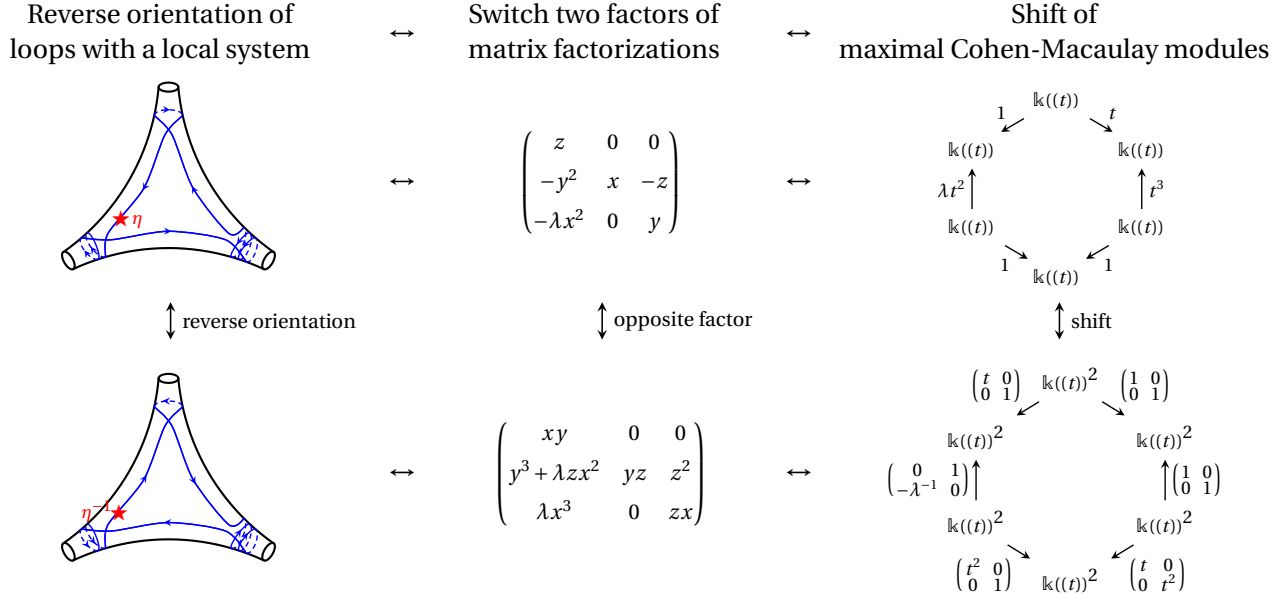 Reverse orientation of
loops with a local system
↔
Switch two factors of
matrix factorizations
↔
Shift of
maximal Cohen-Macaulay modules
η
↔
z 0 0
−y² x −z
−λx² 0 y
↔
𝕜((t))
1 t
𝕜((t)) 𝕜((t))
λt² t³
𝕜((t)) 𝕜((t))
1 1
𝕜((t))
reverse orientation
opposite factor
shift
η⁻¹
↔
xy 0 0
y³ + λzx² yz z²
λx³ 0 zx
↔
(t 0
0 1)
𝕜((t))²
(1 0
0 1)
𝕜((t))² 𝕜((t))²
(0 1
−λ⁻¹ 0)
(1 0
0 1)
𝕜((t))² 𝕜((t))²
(t² 0
0 1)
𝕜((t))²
(t 0
0 t²)